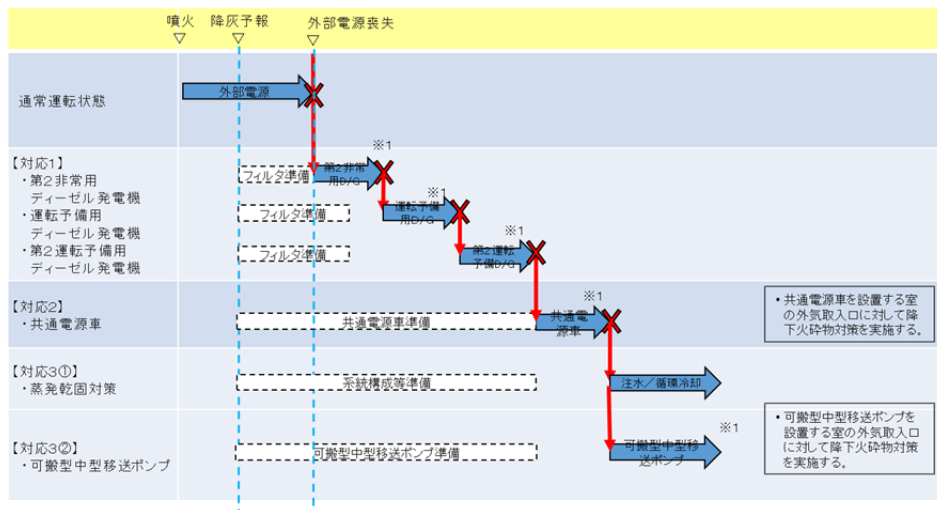 噴火
降灰予報
外部電源喪失
通常運転状態
外部電源
【対応1】
・第2非常用
ディーゼル発電機
・運転予備用
ディーゼル発電機
・第2運転予備用
ディーゼル発電機
※1
フィルタ準備
第2非常
用D/G
※1
フィルタ準備
運転予備
用D/G
※1
フィルタ準備
第2運転
予備D/G
【対応2】
・共通電源車
共通電源車準備
※1
共通電
源車
・共通電源車を設置する室
の外気取入口に対して降
下火砕物対策を実施する。
【対応3①】
・蒸発乾固対策
系統構成等準備
注水／循環冷却
【対応3②】
・可搬型中型移送ポンプ
可搬型中型移送ポンプ準備
※1
可搬型中型移
送ポンプ
・可搬型中型移送ポンプを
設置する室の外気取入口
に対して降下火砕物対策
を実施する。